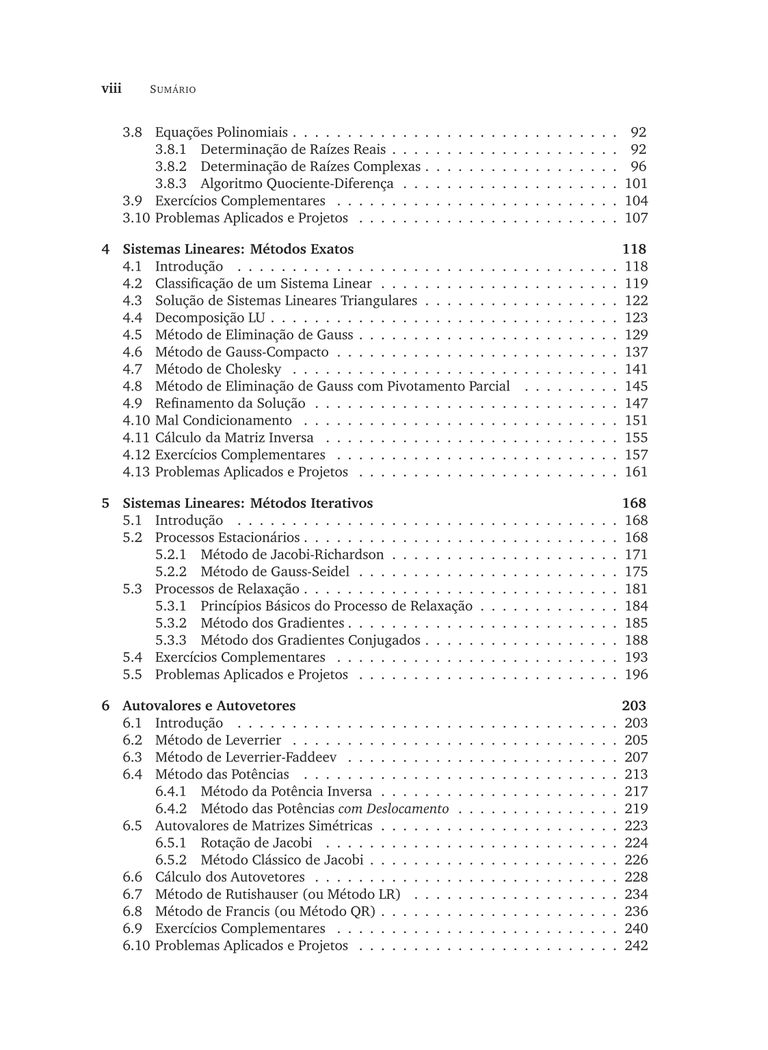 viii Sumário
3.8 Equações Polinomiais . . . . . . . . . . . . . . . . . . . . . . . . . . . . . . 92
3.8.1 Determinação de Raízes Reais . . . . . . . . . . . . . . . . . . . . . 92
3.8.2 Determinação de Raízes Complexas . . . . . . . . . . . . . . . . . . 96
3.8.3 Algoritmo Quociente-Diferença . . . . . . . . . . . . . . . . . . . . 101
3.9 Exercícios Complementares . . . . . . . . . . . . . . . . . . . . . . . . . . 104
3.10 Problemas Aplicados e Projetos . . . . . . . . . . . . . . . . . . . . . . . . 107
4 Sistemas Lineares: Métodos Exatos 118
4.1 Introdução . . . . . . . . . . . . . . . . . . . . . . . . . . . . . . . . . . . 118
4.2 Classificação de um Sistema Linear . . . . . . . . . . . . . . . . . . . . . . 119
4.3 Solução de Sistemas Lineares Triangulares . . . . . . . . . . . . . . . . . . 122
4.4 Decomposição LU . . . . . . . . . . . . . . . . . . . . . . . . . . . . . . . . 123
4.5 Método de Eliminação de Gauss . . . . . . . . . . . . . . . . . . . . . . . . 129
4.6 Método de Gauss-Compacto . . . . . . . . . . . . . . . . . . . . . . . . . . 137
4.7 Método de Cholesky . . . . . . . . . . . . . . . . . . . . . . . . . . . . . . 141
4.8 Método de Eliminação de Gauss com Pivotamento Parcial . . . . . . . . . 145
4.9 Refinamento da Solução . . . . . . . . . . . . . . . . . . . . . . . . . . . . 147
4.10 Mal Condicionamento . . . . . . . . . . . . . . . . . . . . . . . . . . . . . 151
4.11 Cálculo da Matriz Inversa . . . . . . . . . . . . . . . . . . . . . . . . . . . 155
4.12 Exercícios Complementares . . . . . . . . . . . . . . . . . . . . . . . . . . 157
4.13 Problemas Aplicados e Projetos . . . . . . . . . . . . . . . . . . . . . . . . 161
5 Sistemas Lineares: Métodos Iterativos 168
5.1 Introdução . . . . . . . . . . . . . . . . . . . . . . . . . . . . . . . . . . . 168
5.2 Processos Estacionários . . . . . . . . . . . . . . . . . . . . . . . . . . . . . 168
5.2.1 Método de Jacobi-Richardson . . . . . . . . . . . . . . . . . . . . . 171
5.2.2 Método de Gauss-Seidel . . . . . . . . . . . . . . . . . . . . . . . . 175
5.3 Processos de Relaxação . . . . . . . . . . . . . . . . . . . . . . . . . . . . . 181
5.3.1 Princípios Básicos do Processo de Relaxação . . . . . . . . . . . . . 184
5.3.2 Método dos Gradientes . . . . . . . . . . . . . . . . . . . . . . . . . 185
5.3.3 Método dos Gradientes Conjugados . . . . . . . . . . . . . . . . . . 188
5.4 Exercícios Complementares . . . . . . . . . . . . . . . . . . . . . . . . . . 193
5.5 Problemas Aplicados e Projetos . . . . . . . . . . . . . . . . . . . . . . . . 196
6 Autovalores e Autovetores 203
6.1 Introdução . . . . . . . . . . . . . . . . . . . . . . . . . . . . . . . . . . . 203
6.2 Método de Leverrier . . . . . . . . . . . . . . . . . . . . . . . . . . . . . . 205
6.3 Método de Leverrier-Faddeev . . . . . . . . . . . . . . . . . . . . . . . . . 207
6.4 Método das Potências . . . . . . . . . . . . . . . . . . . . . . . . . . . . . 213
6.4.1 Método da Potência Inversa . . . . . . . . . . . . . . . . . . . . . . 217
6.4.2 Método das Potências com Deslocamento . . . . . . . . . . . . . . . 219
6.5 Autovalores de Matrizes Simétricas . . . . . . . . . . . . . . . . . . . . . . 223
6.5.1 Rotação de Jacobi . . . . . . . . . . . . . . . . . . . . . . . . . . . 224
6.5.2 Método Clássico de Jacobi . . . . . . . . . . . . . . . . . . . . . . . 226
6.6 Cálculo dos Autovetores . . . . . . . . . . . . . . . . . . . . . . . . . . . . 228
6.7 Método de Rutishauser (ou Método LR) . . . . . . . . . . . . . . . . . . . 234
6.8 Método de Francis (ou Método QR) . . . . . . . . . . . . . . . . . . . . . . 236
6.9 Exercícios Complementares . . . . . . . . . . . . . . . . . . . . . . . . . . 240
6.10 Problemas Aplicados e Projetos . . . . . . . . . . . . . . . . . . . . . . . . 242